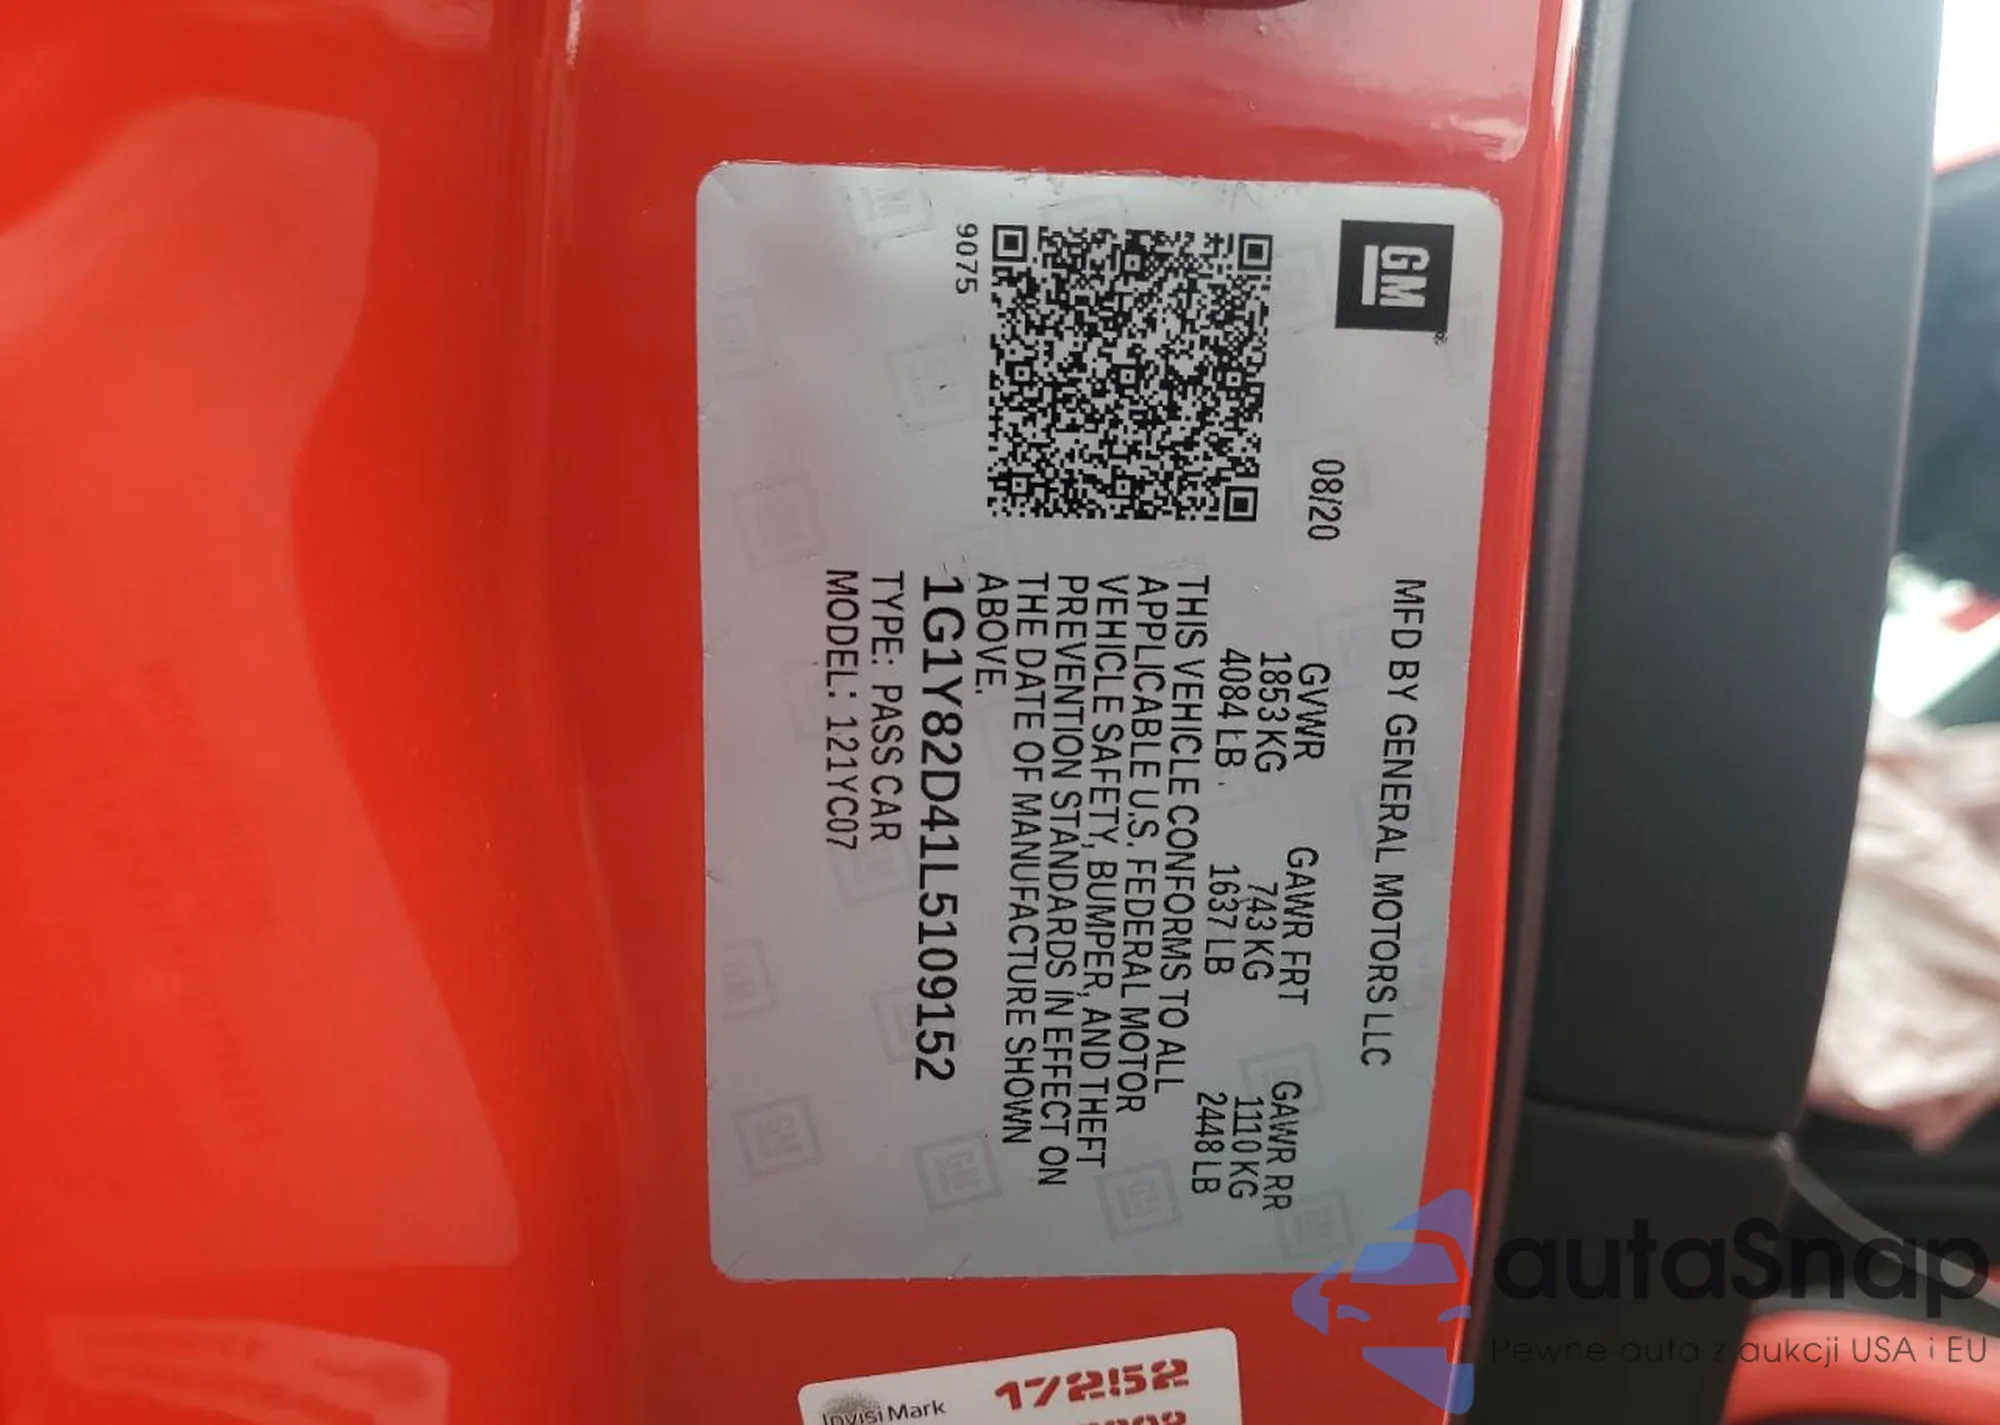 GM
MFD BY GENERAL MOTORS LLC
08/20
GVWR GAWR FRT GAWR RR
1853 KG 743 KG 1110 KG
4084 LB 1637 LB 2448 LB
THIS VEHICLE CONFORMS TO ALL
APPLICABLE U.S. FEDERAL MOTOR
VEHICLE SAFETY, BUMPER, AND THEFT
PREVENTION STANDARDS IN EFFECT ON
THE DATE OF MANUFACTURE SHOWN
ABOVE.
9075
1G1Y82D41L5109152
TYPE: PASS CAR
MODEL: 121YC07
InvisiMark 17252
autaSnap
Pewne auta z aukcji USA i EU